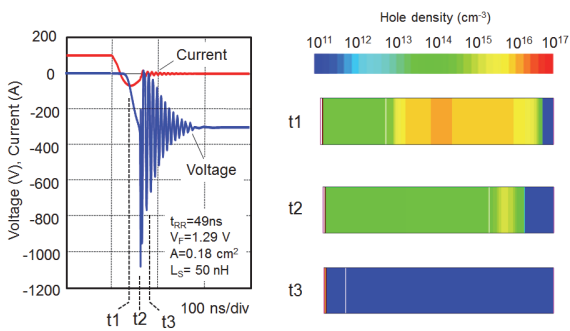 Voltage (V), Current (A)
200
0
-200
-400
-600
-800
-1000
-1200
Current
Voltage
tRR=49ns
VF=1.29 V
A=0.18 cm²
LS= 50 nH
t1 t2 t3
100 ns/div
Hole density (cm⁻³)
10¹¹ 10¹² 10¹³ 10¹⁴ 10¹⁵ 10¹⁶ 10¹⁷
t1
t2
t3